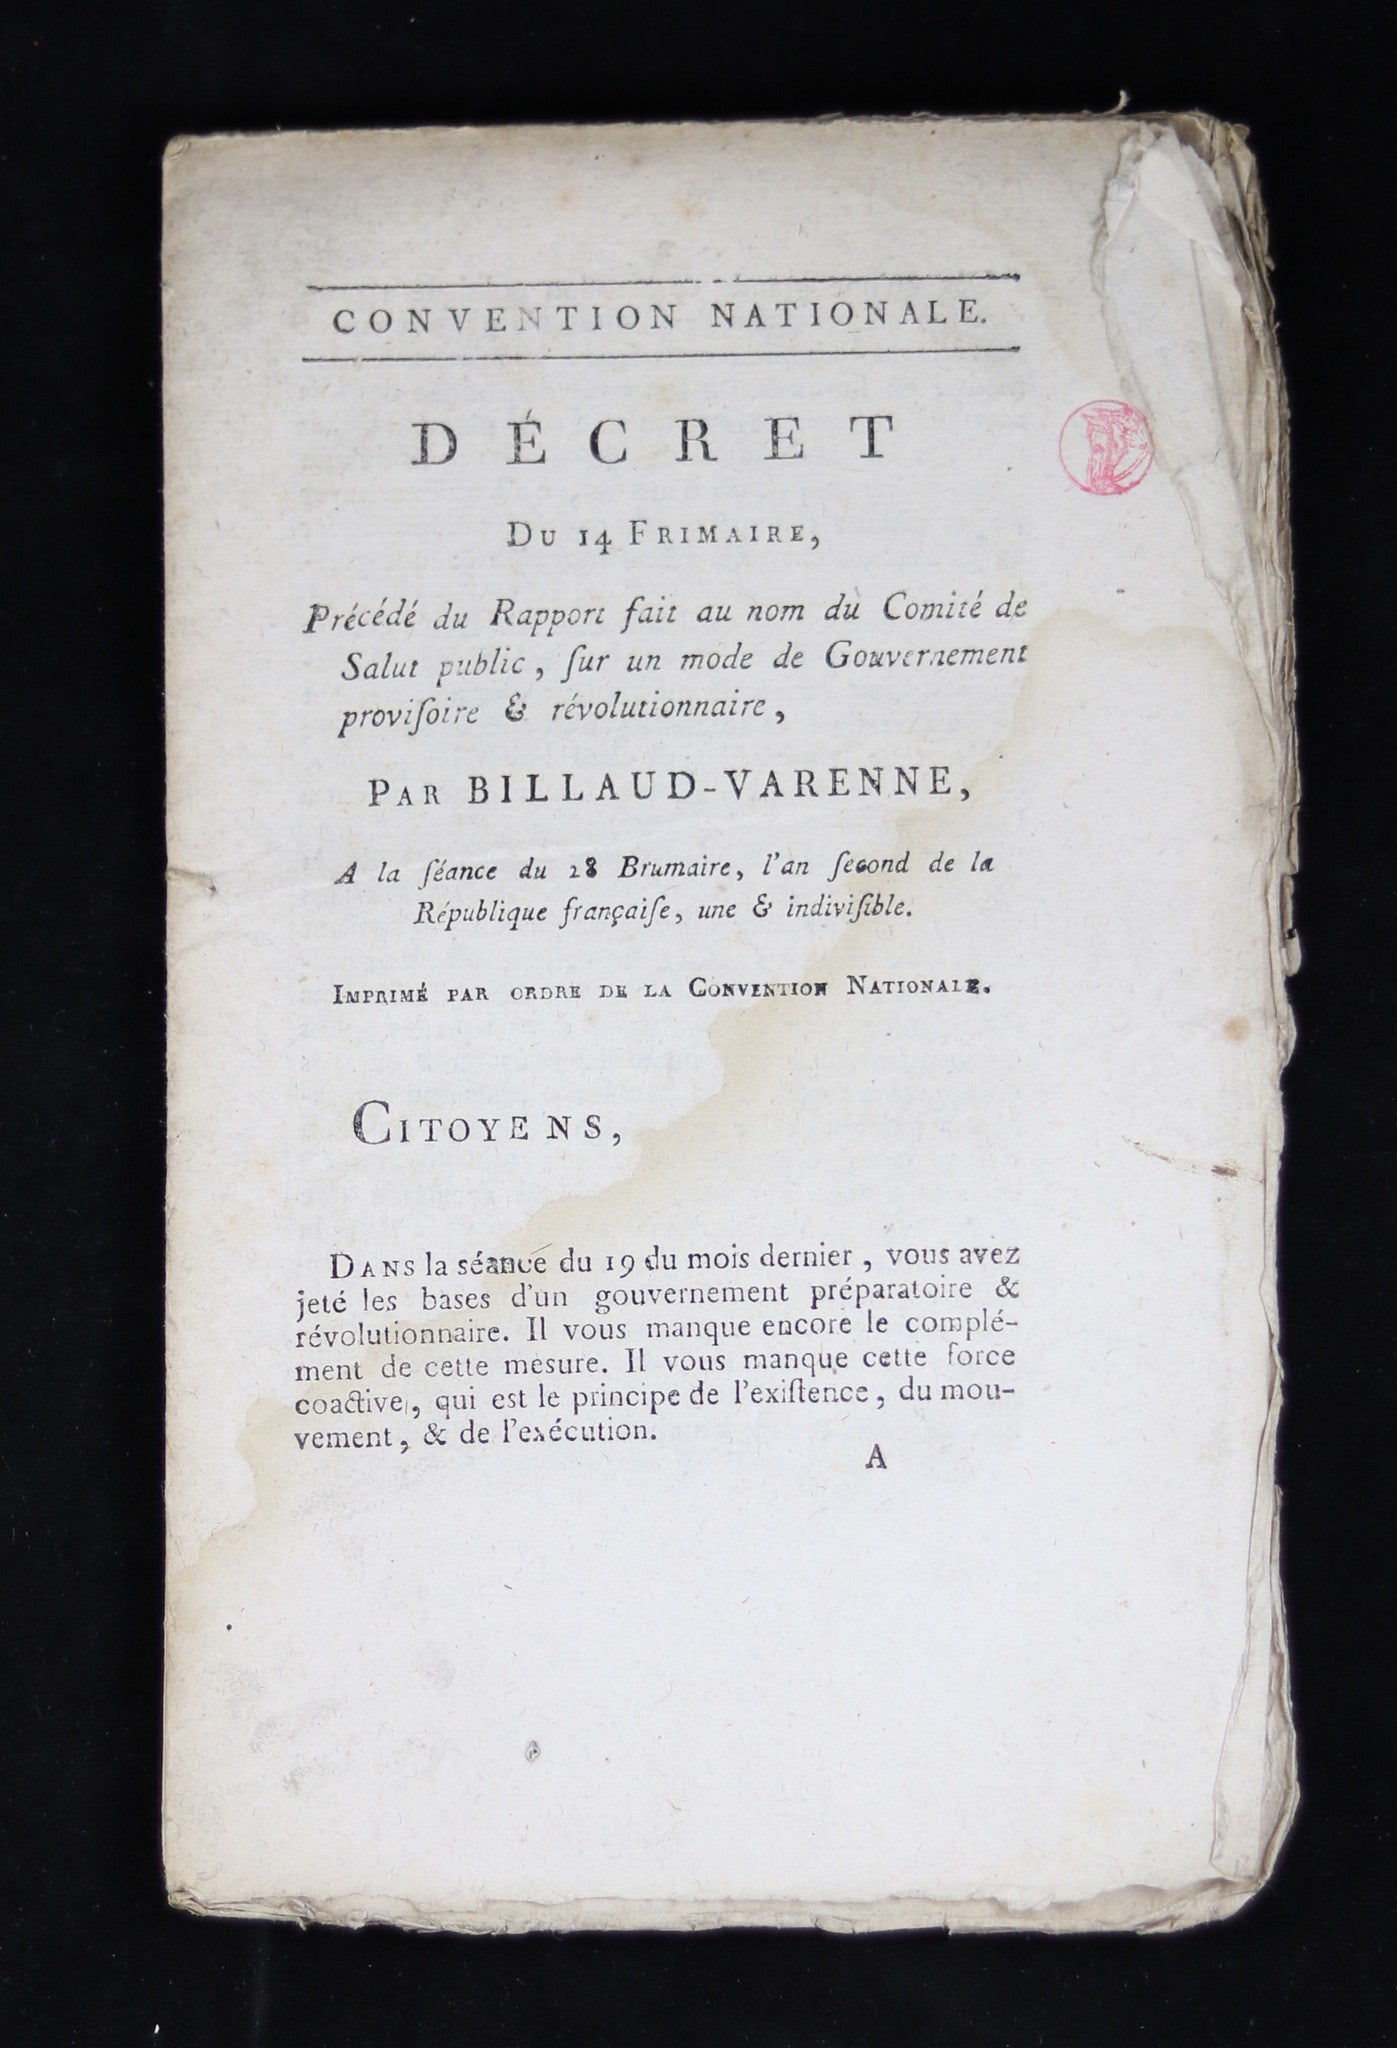 CONVENTION NATIONALE.
DÉCRET
DU 14 FRIMAIRE,
Précédé du Rapport fait au nom du Comité de
Salut public, ſur un mode de Gouvernement
proviſoire & révolutionnaire,
PAR BILLAUD-VARENNE,
A la ſéance du 28 Brumaire, l'an ſecond de la
République françaiſe, une & indiviſible.
IMPRIMÉ PAR ORDRE DE LA CONVENTION NATIONALE.
CITOYENS,
DANS la séance du 19 du mois dernier, vous avez
jeté les bases d'un gouvernement préparatoire &
révolutionnaire. Il vous manque encore le complé-
ment de cette mesure. Il vous manque cette force
coactive, qui est le principe de l'exiſtence, du mou-
vement, & de l'exécution.
A